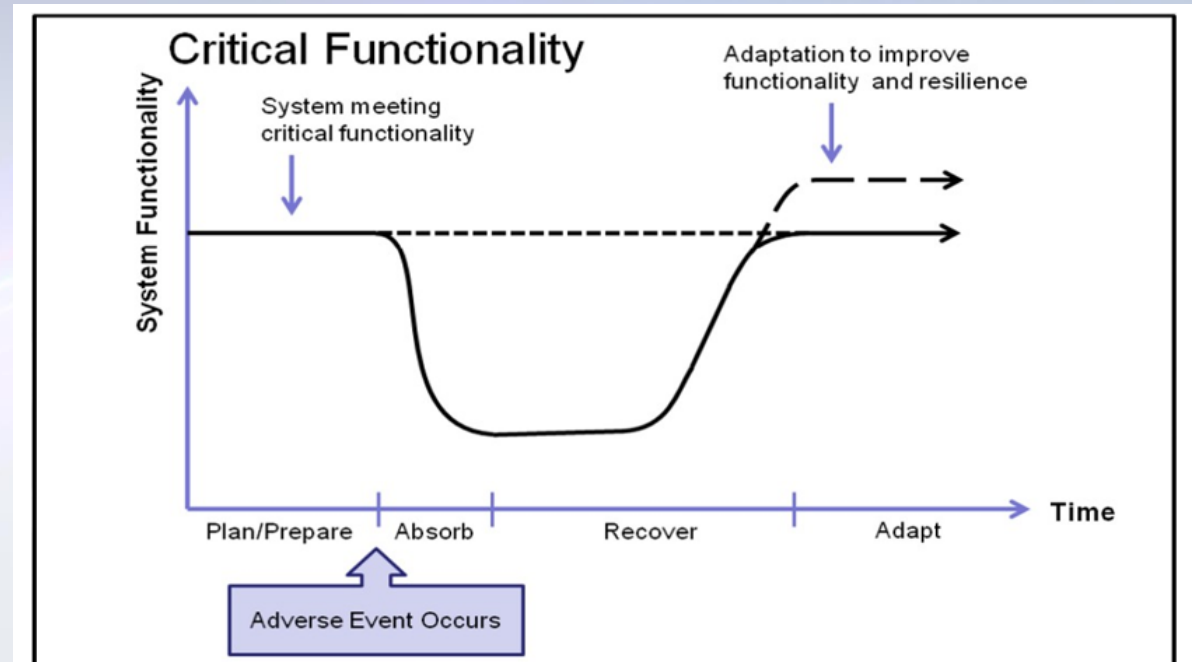 Critical Functionality
System meeting
critical functionality
Adaptation to improve
functionality and resilience
System Functionality
Time
Plan/Prepare
Absorb
Recover
Adapt
Adverse Event Occurs